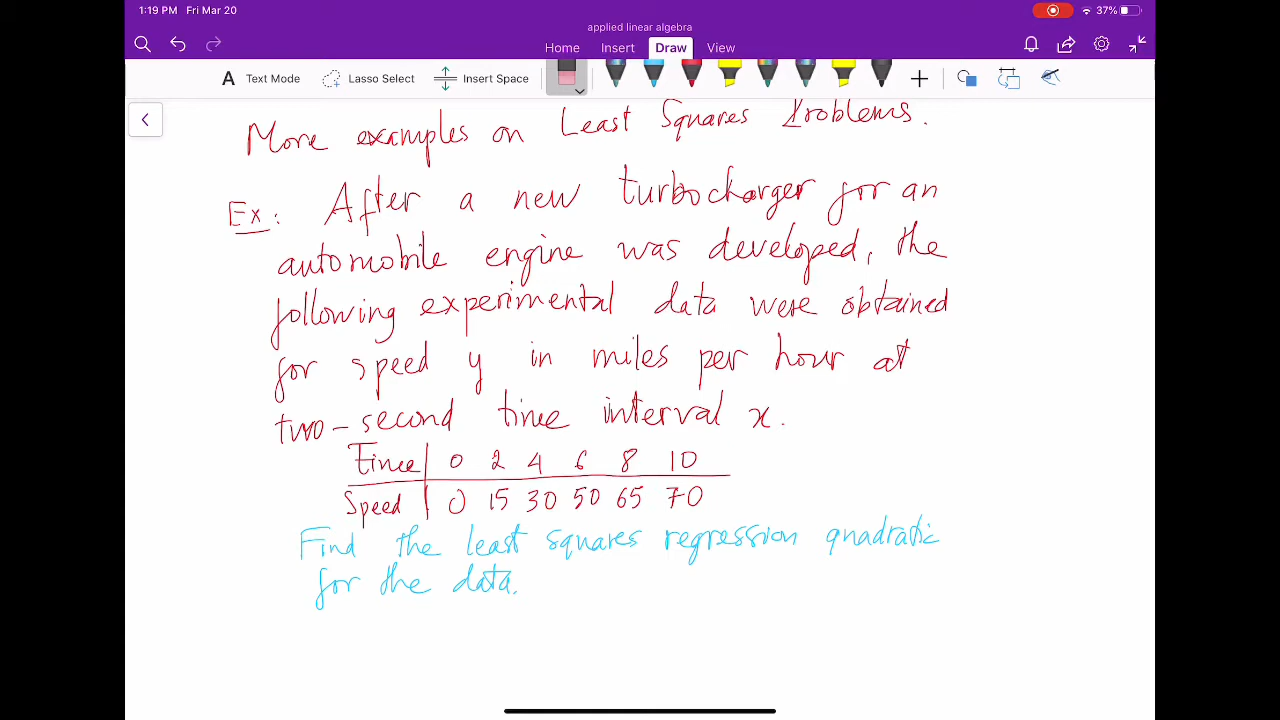 1:19 PM Fri Mar 20
37%
applied linear algebra
Home Insert Draw View
A Text Mode Lasso Select Insert Space
More examples on Least Squares Problems.
Ex: After a new turbocharger for an
automobile engine was developed, the
following experimental data were obtained
for speed y in miles per hour at
two-second time interval x.
Time 0 2 4 6 8 10
Speed 0 15 30 50 65 70
Find the least squares regression quadratic
for the data.